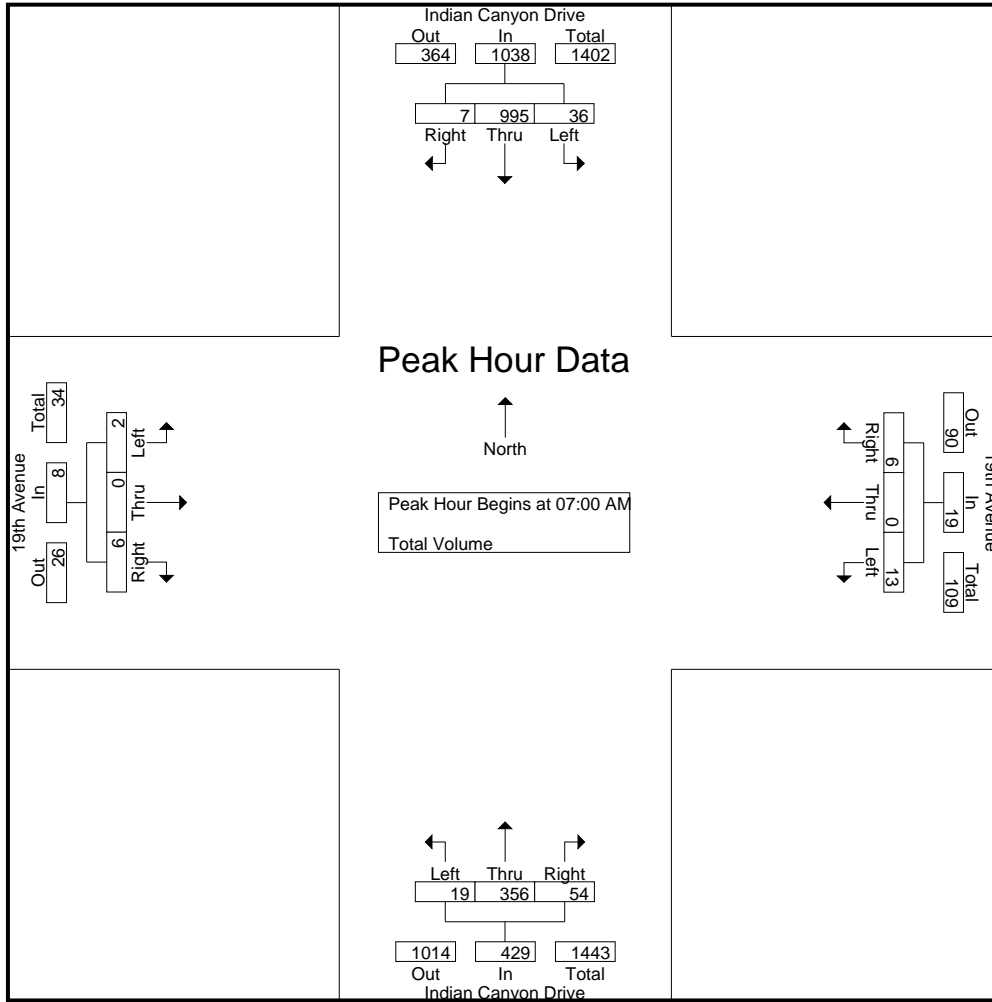 Indian Canyon Drive
Out In Total
364 1038 1402
7 995 36
Right Thru Left
Peak Hour Data
North
Peak Hour Begins at 07:00 AM
Total Volume
19th Avenue
Out In Total
26 8 34
6 0 2
Right Thru Left
Right Thru Left
6 0 13
Out In Total
90 19 109
19th Avenue
Left Thru Right
19 356 54
1014 429 1443
Out In Total
Indian Canyon Drive